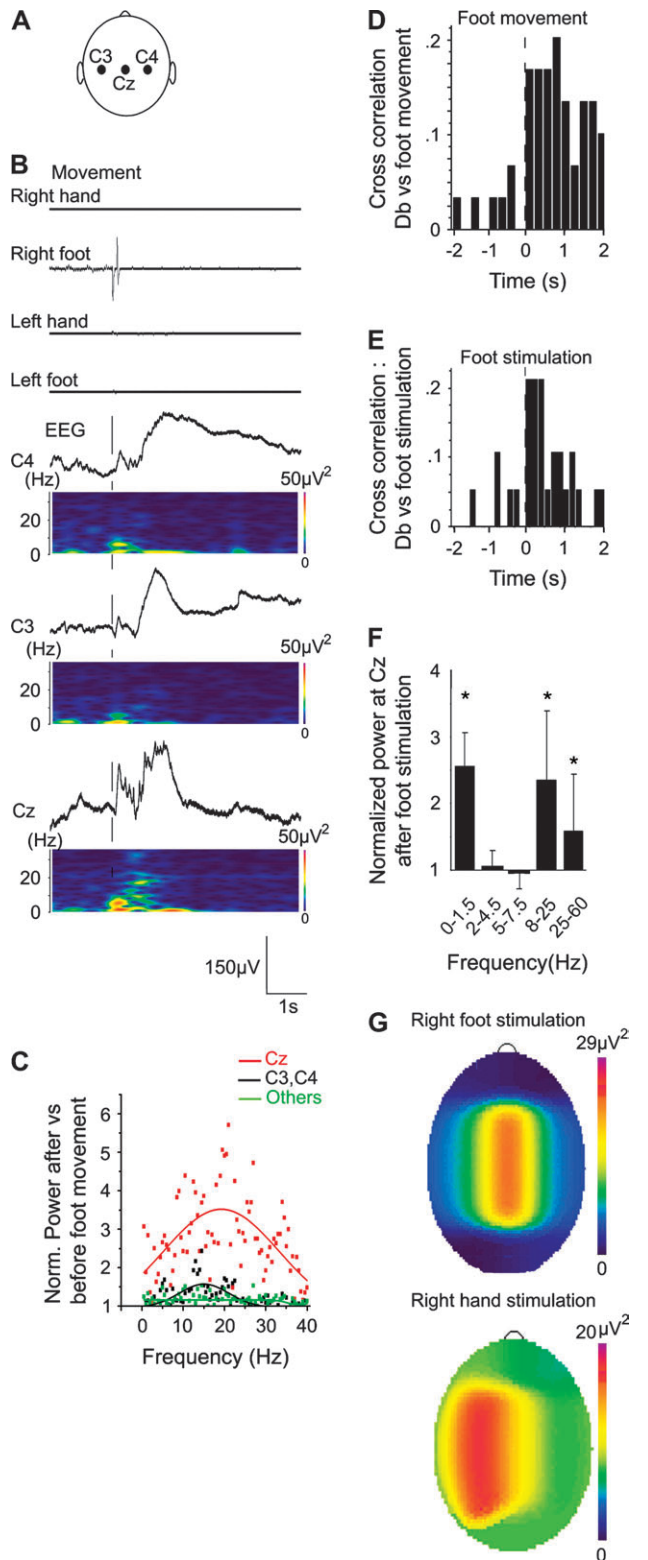 A
C3 C4
Cz
B
Movement
Right hand
Right foot
Left hand
Left foot
EEG
C4
(Hz)
50µV²
20
0
0
C3
(Hz)
50µV²
20
0
0
Cz
(Hz)
50µV²
20
0
0
150µV
1s
C
Cz
C3,C4
Others
Norm. Power after vs
before foot movement
6
5
4
3
2
1
0 10 20 30 40
Frequency (Hz)
D
Foot movement
Cross correlation
Db vs foot movement
.2
.1
0
-2 -1 0 1 2
Time (s)
E
Foot stimulation
Cross correlation :
Db vs foot stimulation
.2
.1
0
-2 -1 0 1 2
Time (s)
F
Normalized power at Cz
after foot stimulation
4
3
2
1
* * *
0-1.5
2-4.5
5-7.5
8-25
25-60
Frequency(Hz)
G
Right foot stimulation
29µV²
0
Right hand stimulation
20µV²
0